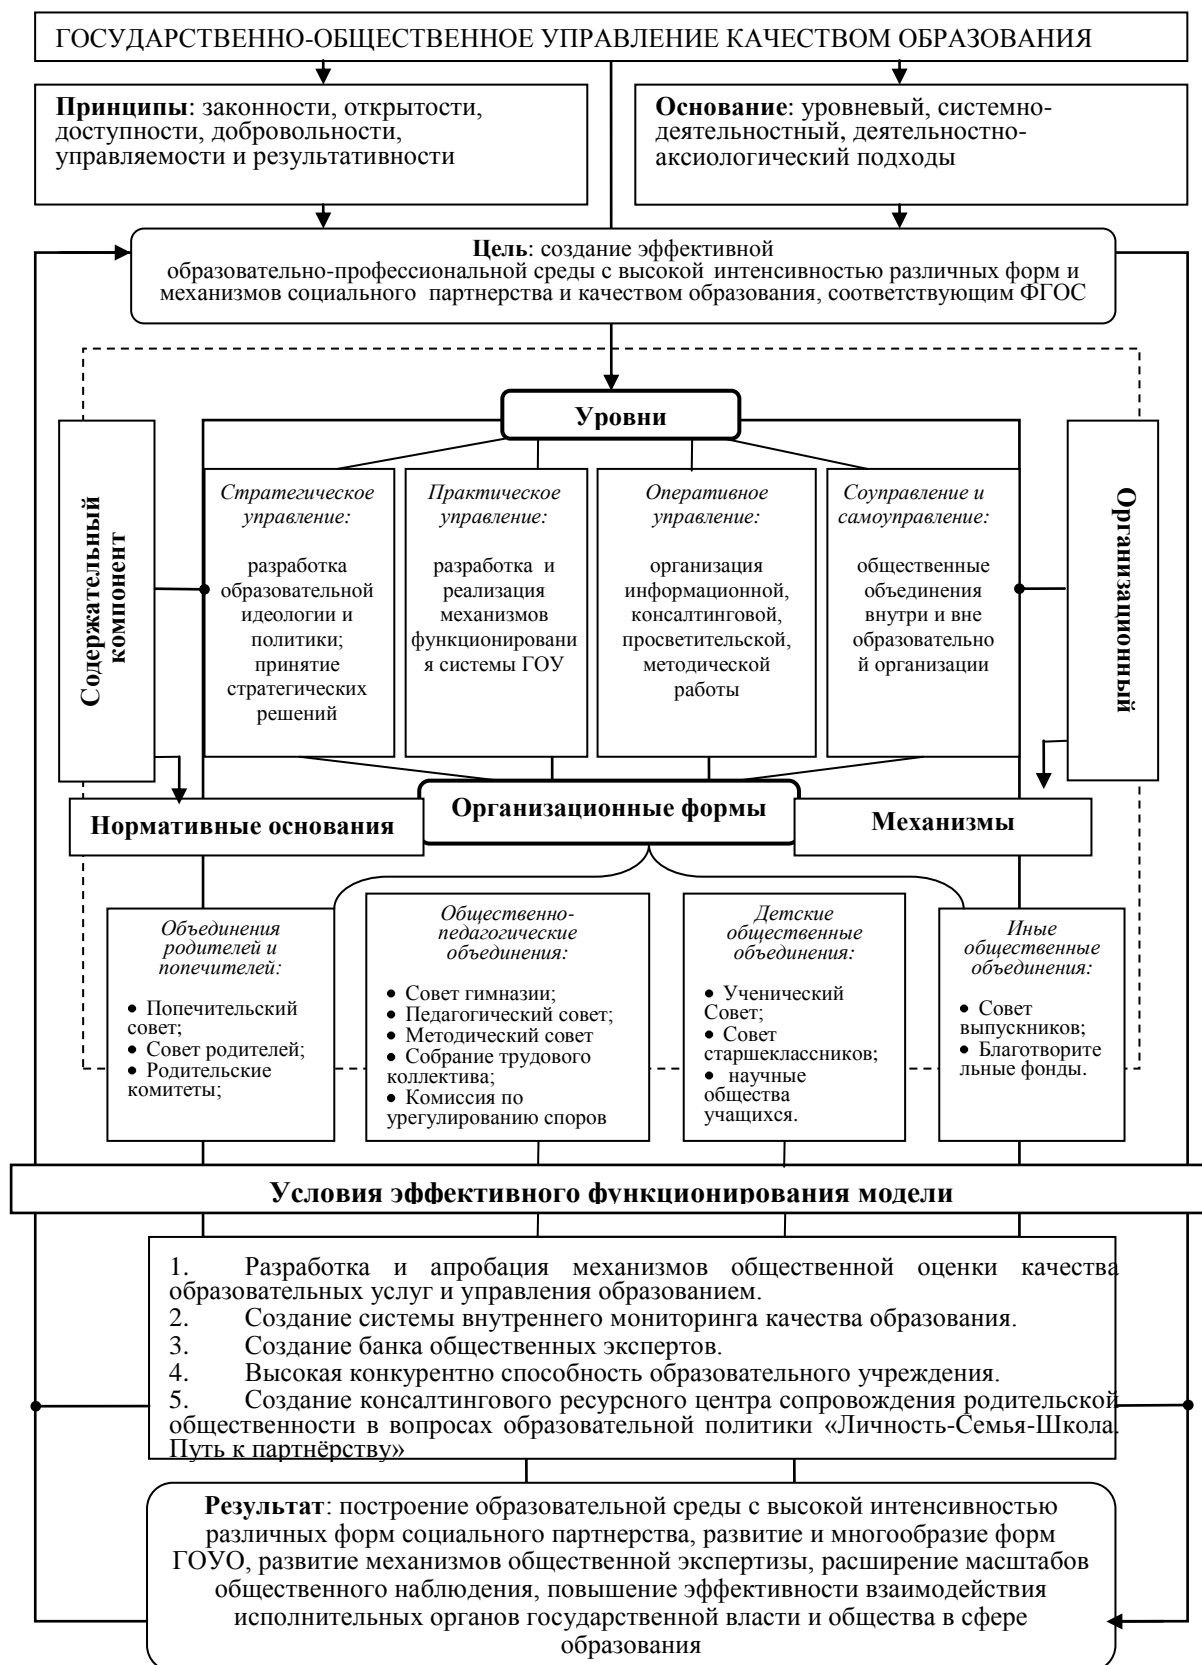 ГОСУДАРСТВЕННО-ОБЩЕСТВЕННОЕ УПРАВЛЕНИЕ КАЧЕСТВОМ ОБРАЗОВАНИЯ
Принципы: законности, открытости,
доступности, добровольности,
управляемости и результативности
Основание: уровневый, системно-
деятельностный, деятельностно-
аксиологический подходы
Цель: создание эффективной
образовательно-профессиональной среды с высокой интенсивностью различных форм и
механизмов социального партнерства и качеством образования, соответствующим ФГОС
Уровни
Содержательный
компонент
Организационный
Стратегическое
управление:
разработка
образовательной
идеологии и
политики;
принятие
стратегических
решений
Практическое
управление:
разработка и
реализация
механизмов
функционировани
я системы ГОУ
Оперативное
управление:
организация
информационной,
консалтинговой,
просветительской,
методической
работы
Соуправление и
самоуправление:
общественные
объединения
внутри и вне
образовательно
й организации
Нормативные основания
Организационные формы
Механизмы
Объединения
родителей и
попечителей:
• Попечительский
совет;
• Совет родителей;
• Родительские
комитеты;
Общественно-
педагогические
объединения:
• Совет гимназии;
• Педагогический совет;
• Методический совет
• Собрание трудового
коллектива;
• Комиссия по
урегулированию споров
Детские
общественные
объединения:
• Ученический
Совет;
• Совет
старшеклассников;
• научные
общества
учащихся.
Иные
общественные
объединения:
• Совет
выпускников;
• Благотворите
льные фонды.
Условия эффективного функционирования модели
1. Разработка и апробация механизмов общественной оценки качества
образовательных услуг и управления образованием.
2. Создание системы внутреннего мониторинга качества образования.
3. Создание банка общественных экспертов.
4. Высокая конкурентно способность образовательного учреждения.
5. Создание консалтингового ресурсного центра сопровождения родительской
общественности в вопросах образовательной политики «Личность-Семья-Школа.
Путь к партнёрству»
Результат: построение образовательной среды с высокой интенсивностью
различных форм социального партнерства, развитие и многообразие форм
ГОУО, развитие механизмов общественной экспертизы, расширение масштабов
общественного наблюдения, повышение эффективности взаимодействия
исполнительных органов государственной власти и общества в сфере
образования